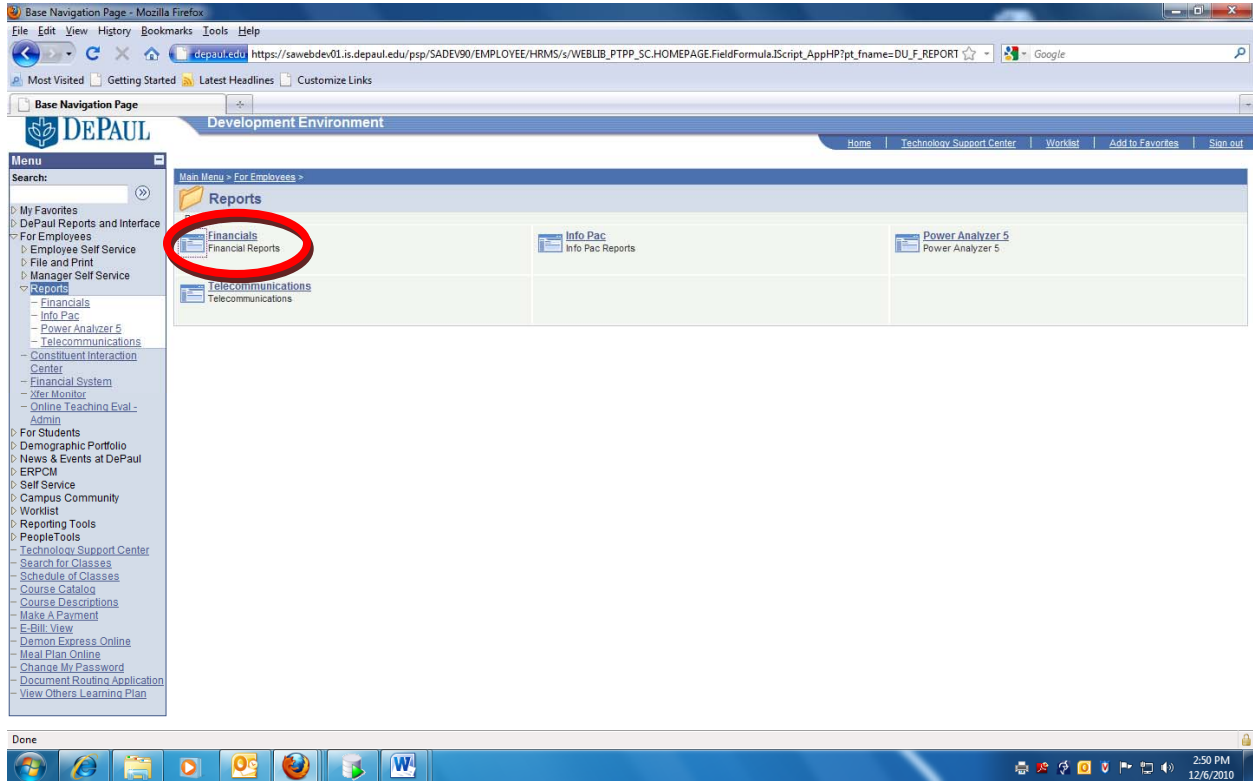 Base Navigation Page - Mozilla Firefox
File Edit View History Bookmarks Tools Help
depaul.edu https://sawebdev01.is.depaul.edu/psp/SADEV90/EMPLOYEE/HRMS/s/WEBLIB_PTPP_SC.HOMEPAGE.FieldFormula.IScript_AppHP?pt_fname=DU_F_REPORT
Google
Most Visited Getting Started Latest Headlines Customize Links
Base Navigation Page
DEPAUL
Development Environment
Home | Technology Support Center | Worklist | Add to Favorites | Sign out
Menu
Search:
My Favorites
DePaul Reports and Interface
For Employees
Employee Self Service
File and Print
Manager Self Service
Reports
– Financials
– Info Pac
– Power Analyzer 5
– Telecommunications
– Constituent Interaction
Center
– Financial System
– Xfer Monitor
– Online Teaching Eval -
Admin
For Students
Demographic Portfolio
News & Events at DePaul
ERPCM
Self Service
Campus Community
Worklist
Reporting Tools
PeopleTools
– Technology Support Center
– Search for Classes
– Schedule of Classes
– Course Catalog
– Course Descriptions
– Make A Payment
– E-Bill: View
– Demon Express Online
– Meal Plan Online
– Change My Password
– Document Routing Application
– View Others Learning Plan
Main Menu > For Employees >
Reports
Financials
Financial Reports
Info Pac
Info Pac Reports
Power Analyzer 5
Power Analyzer 5
Telecommunications
Telecommunications
Done
2:50 PM
12/6/2010